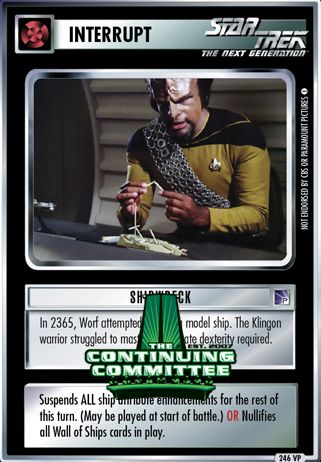 INTERRUPT
STAR TREK
THE NEXT GENERATION
NOT ENDORSED BY CBS OR PARAMOUNT PICTURES
SHIPWRECK
P
In 2365, Worf attempted model ship. The Klingon
warrior struggled to dexterity required.
THE
EST. 2007
CONTINUING
COMMITTEE
Suspends ALL ship attribute enhancements for the rest of
this turn. (May be played at start of battle.) OR Nullifies
all Wall of Ships cards in play.
246 VP